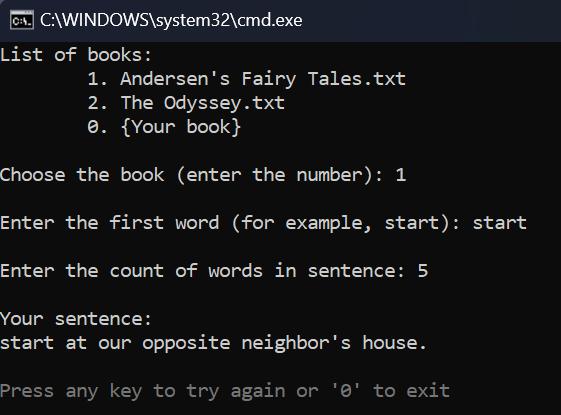 C:\WINDOWS\system32\cmd.exe
List of books:
1. Andersen's Fairy Tales.txt
2. The Odyssey.txt
0. {Your book}
Choose the book (enter the number): 1
Enter the first word (for example, start): start
Enter the count of words in sentence: 5
Your sentence:
start at our opposite neighbor's house.
Press any key to try again or '0' to exit